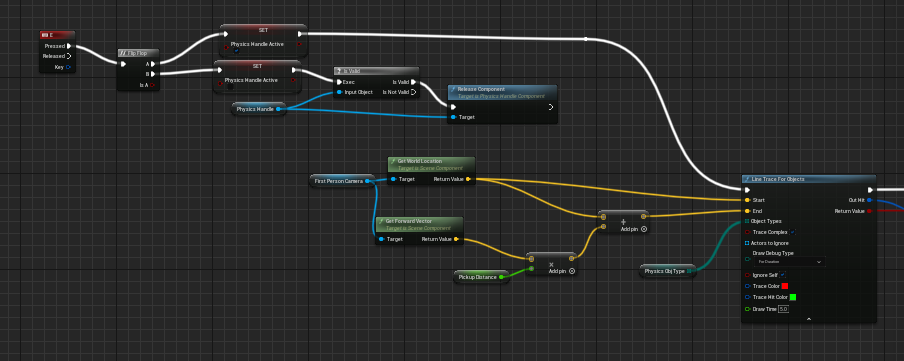 E
Pressed
Released
Key
Flip Flop
A
B
Is A
SET
Physics Handle Active
SET
Physics Handle Active
Physics Handle
Is Valid
Exec
Is Valid
Input Object
Is Not Valid
Release Component
Target is Physics Handle Component
Target
First Person Camera
Get World Location
Target is Scene Component
Target
Return Value
Get Forward Vector
Target is Scene Component
Target
Return Value
Pickup Distance
×
Add pin
+
Add pin
Physics Obj Type
Line Trace For Objects
Start
Out Hit
End
Return Value
Object Types
Trace Complex
Actors to Ignore
Draw Debug Type
For Duration
Ignore Self
Trace Color
Trace Hit Color
Draw Time
5.0